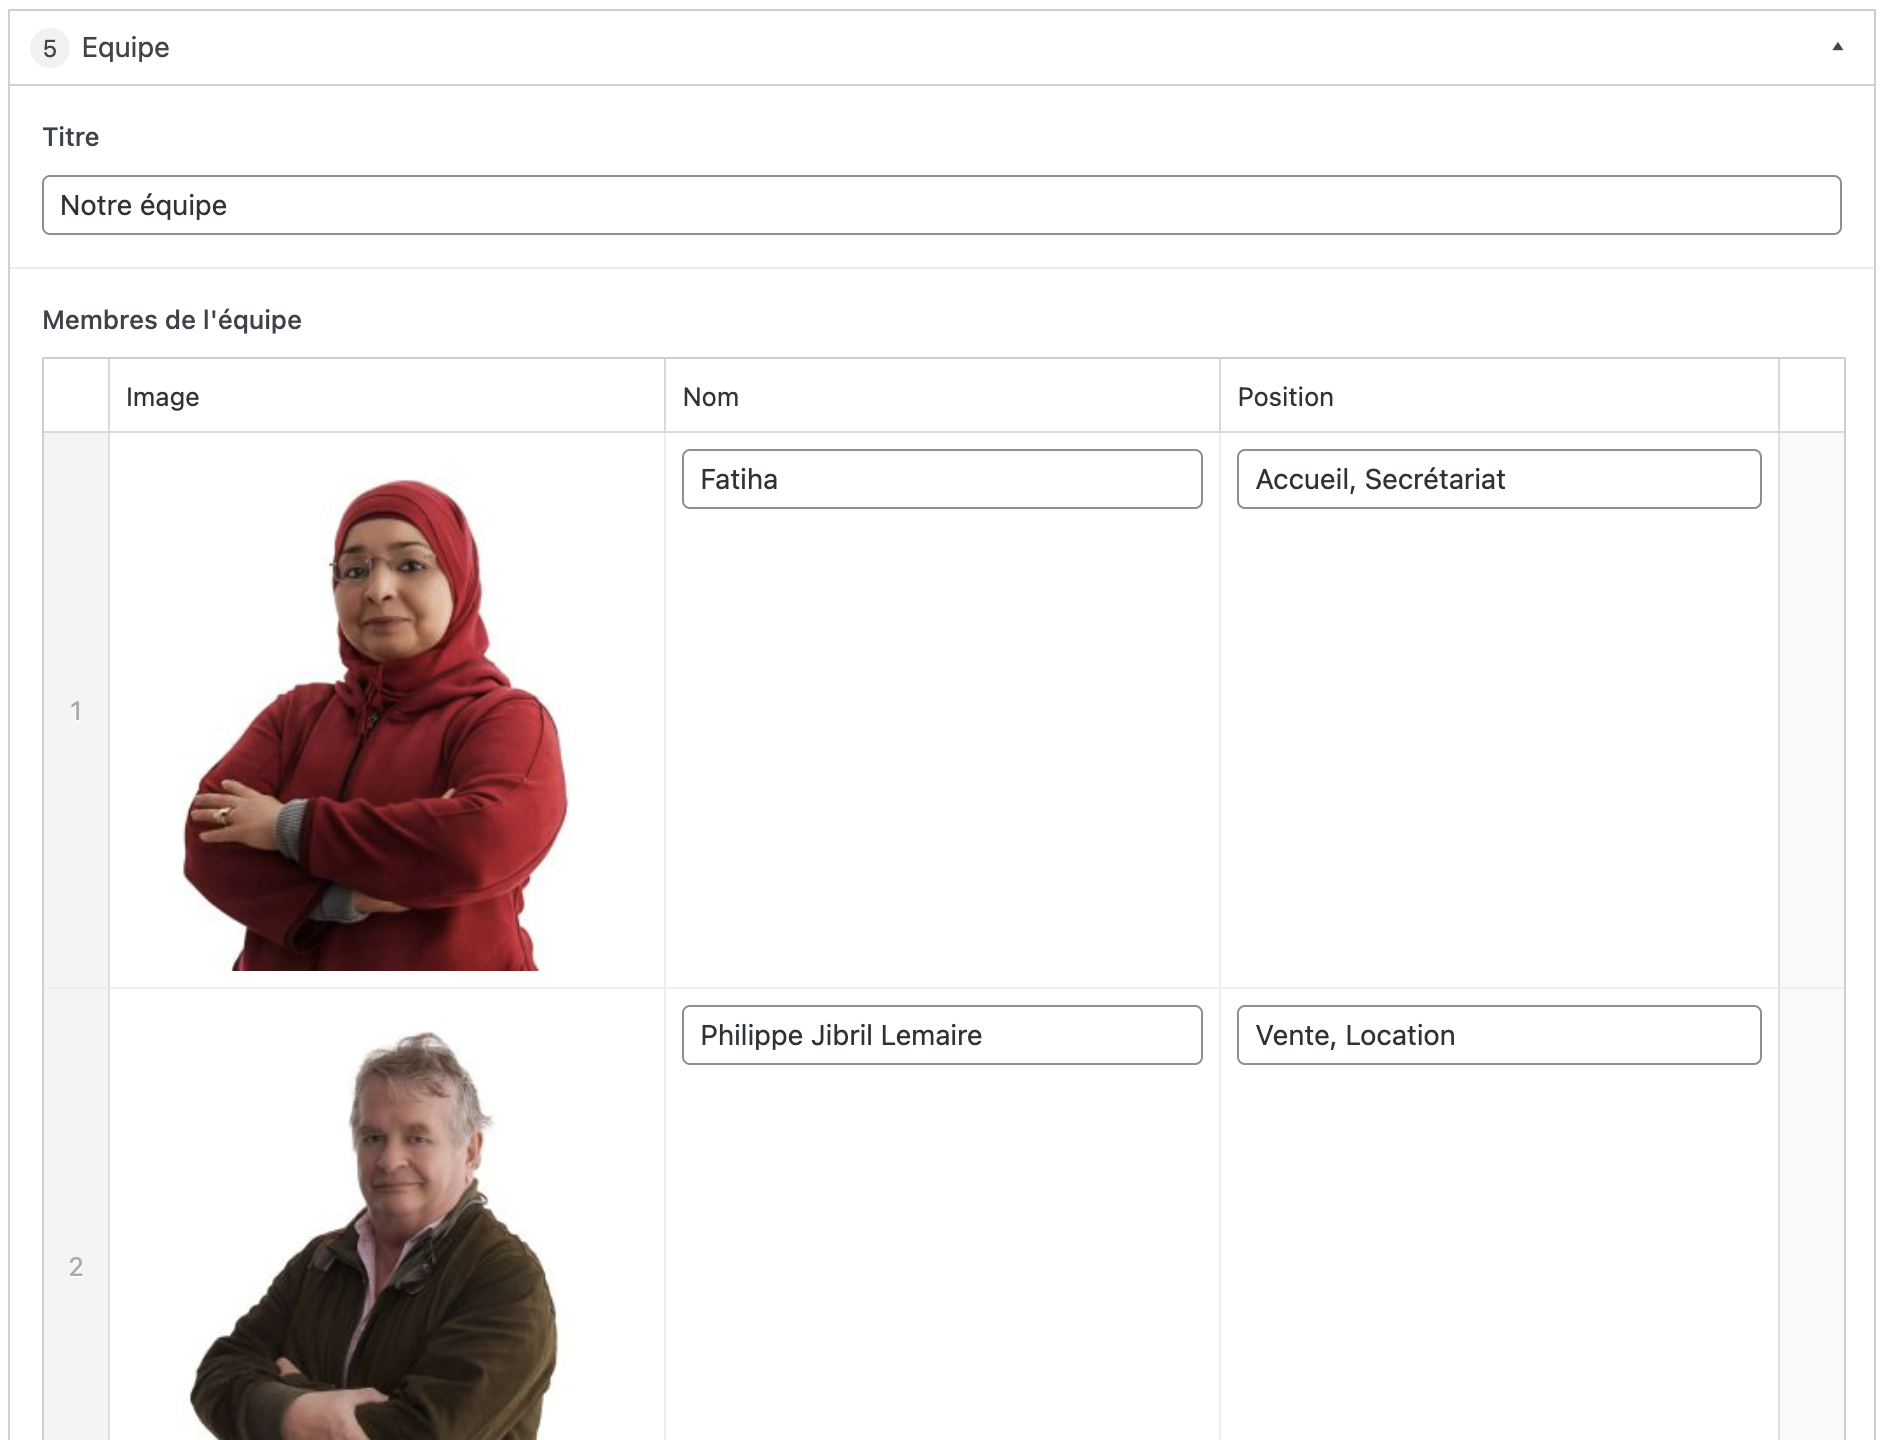 5 Equipe
Titre
Notre équipe
Membres de l'équipe
Image Nom Position
1 Fatiha Accueil, Secrétariat
2 Philippe Jibril Lemaire Vente, Location